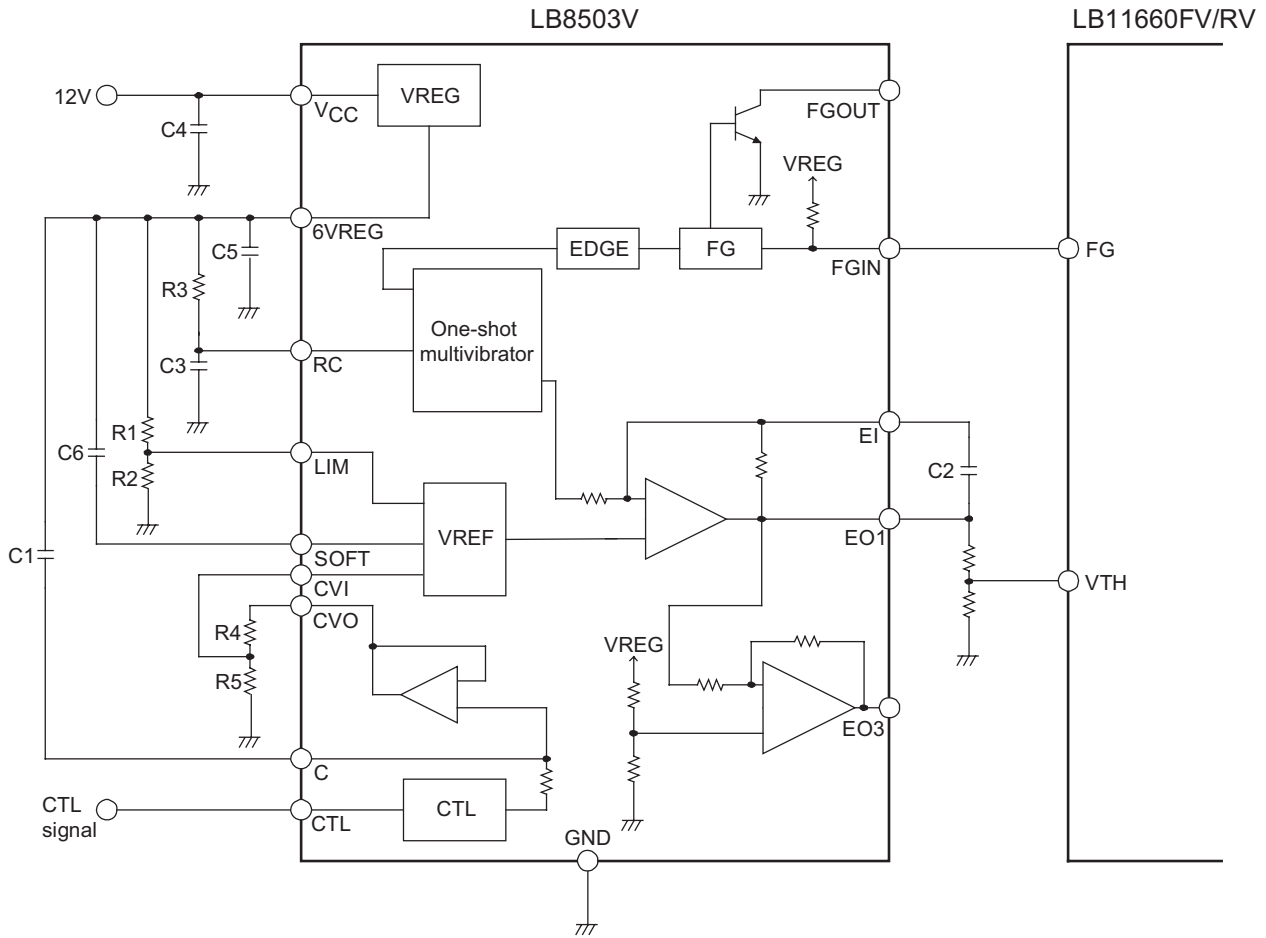 LB8503V
LB11660FV/RV
12V
C4
VCC
VREG
FGOUT
VREG
6VREG
C5
R3
EDGE
FG
FGIN
FG
One-shot
multivibrator
RC
C3
R1
C6
R2
LIM
EI
C2
VREF
EO1
C1
SOFT
CVI
CVO
VTH
R4
R5
VREG
EO3
C
CTL
signal
CTL
CTL
GND